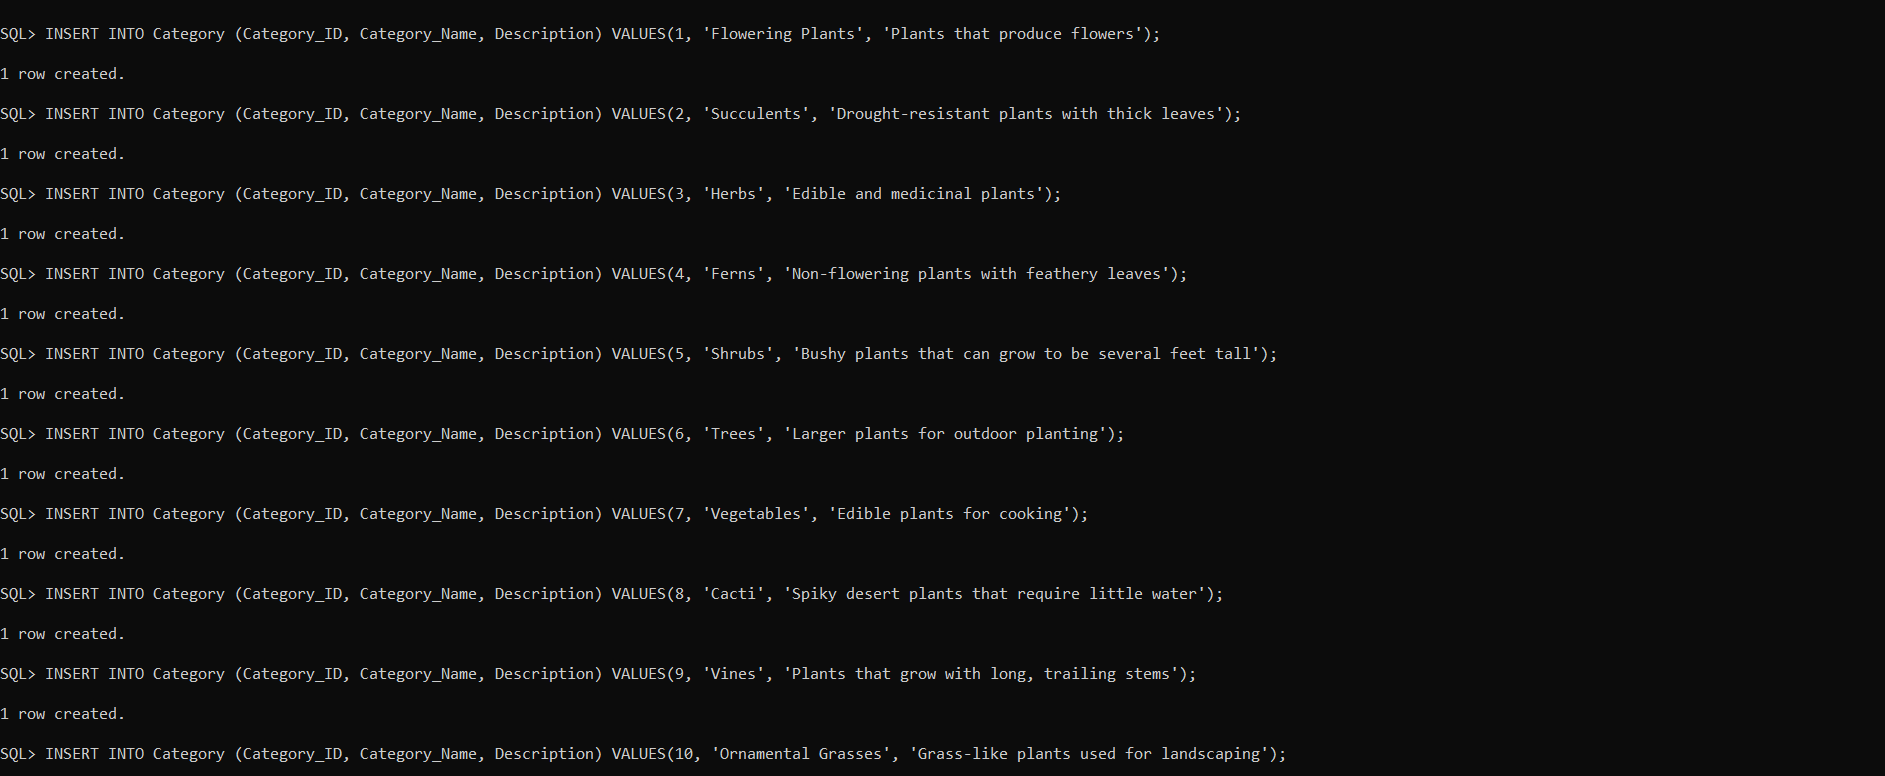 SQL> INSERT INTO Category (Category_ID, Category_Name, Description) VALUES(1, 'Flowering Plants', 'Plants that produce flowers');
1 row created.
SQL> INSERT INTO Category (Category_ID, Category_Name, Description) VALUES(2, 'Succulents', 'Drought-resistant plants with thick leaves');
1 row created.
SQL> INSERT INTO Category (Category_ID, Category_Name, Description) VALUES(3, 'Herbs', 'Edible and medicinal plants');
1 row created.
SQL> INSERT INTO Category (Category_ID, Category_Name, Description) VALUES(4, 'Ferns', 'Non-flowering plants with feathery leaves');
1 row created.
SQL> INSERT INTO Category (Category_ID, Category_Name, Description) VALUES(5, 'Shrubs', 'Bushy plants that can grow to be several feet tall');
1 row created.
SQL> INSERT INTO Category (Category_ID, Category_Name, Description) VALUES(6, 'Trees', 'Larger plants for outdoor planting');
1 row created.
SQL> INSERT INTO Category (Category_ID, Category_Name, Description) VALUES(7, 'Vegetables', 'Edible plants for cooking');
1 row created.
SQL> INSERT INTO Category (Category_ID, Category_Name, Description) VALUES(8, 'Cacti', 'Spiky desert plants that require little water');
1 row created.
SQL> INSERT INTO Category (Category_ID, Category_Name, Description) VALUES(9, 'Vines', 'Plants that grow with long, trailing stems');
1 row created.
SQL> INSERT INTO Category (Category_ID, Category_Name, Description) VALUES(10, 'Ornamental Grasses', 'Grass-like plants used for landscaping');